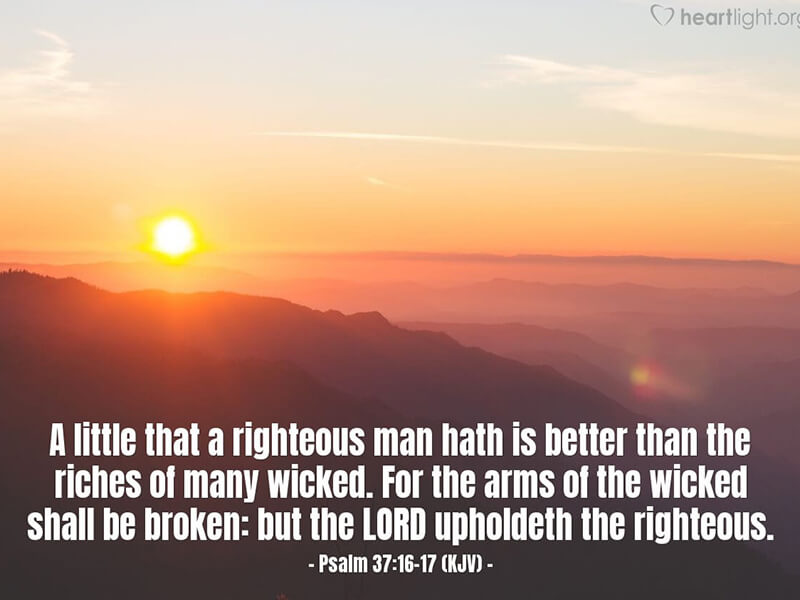 heartlight.org
A little that a righteous man hath is better than the
riches of many wicked. For the arms of the wicked
shall be broken: but the LORD upholdeth the righteous.
- Psalm 37:16-17 (KJV) -